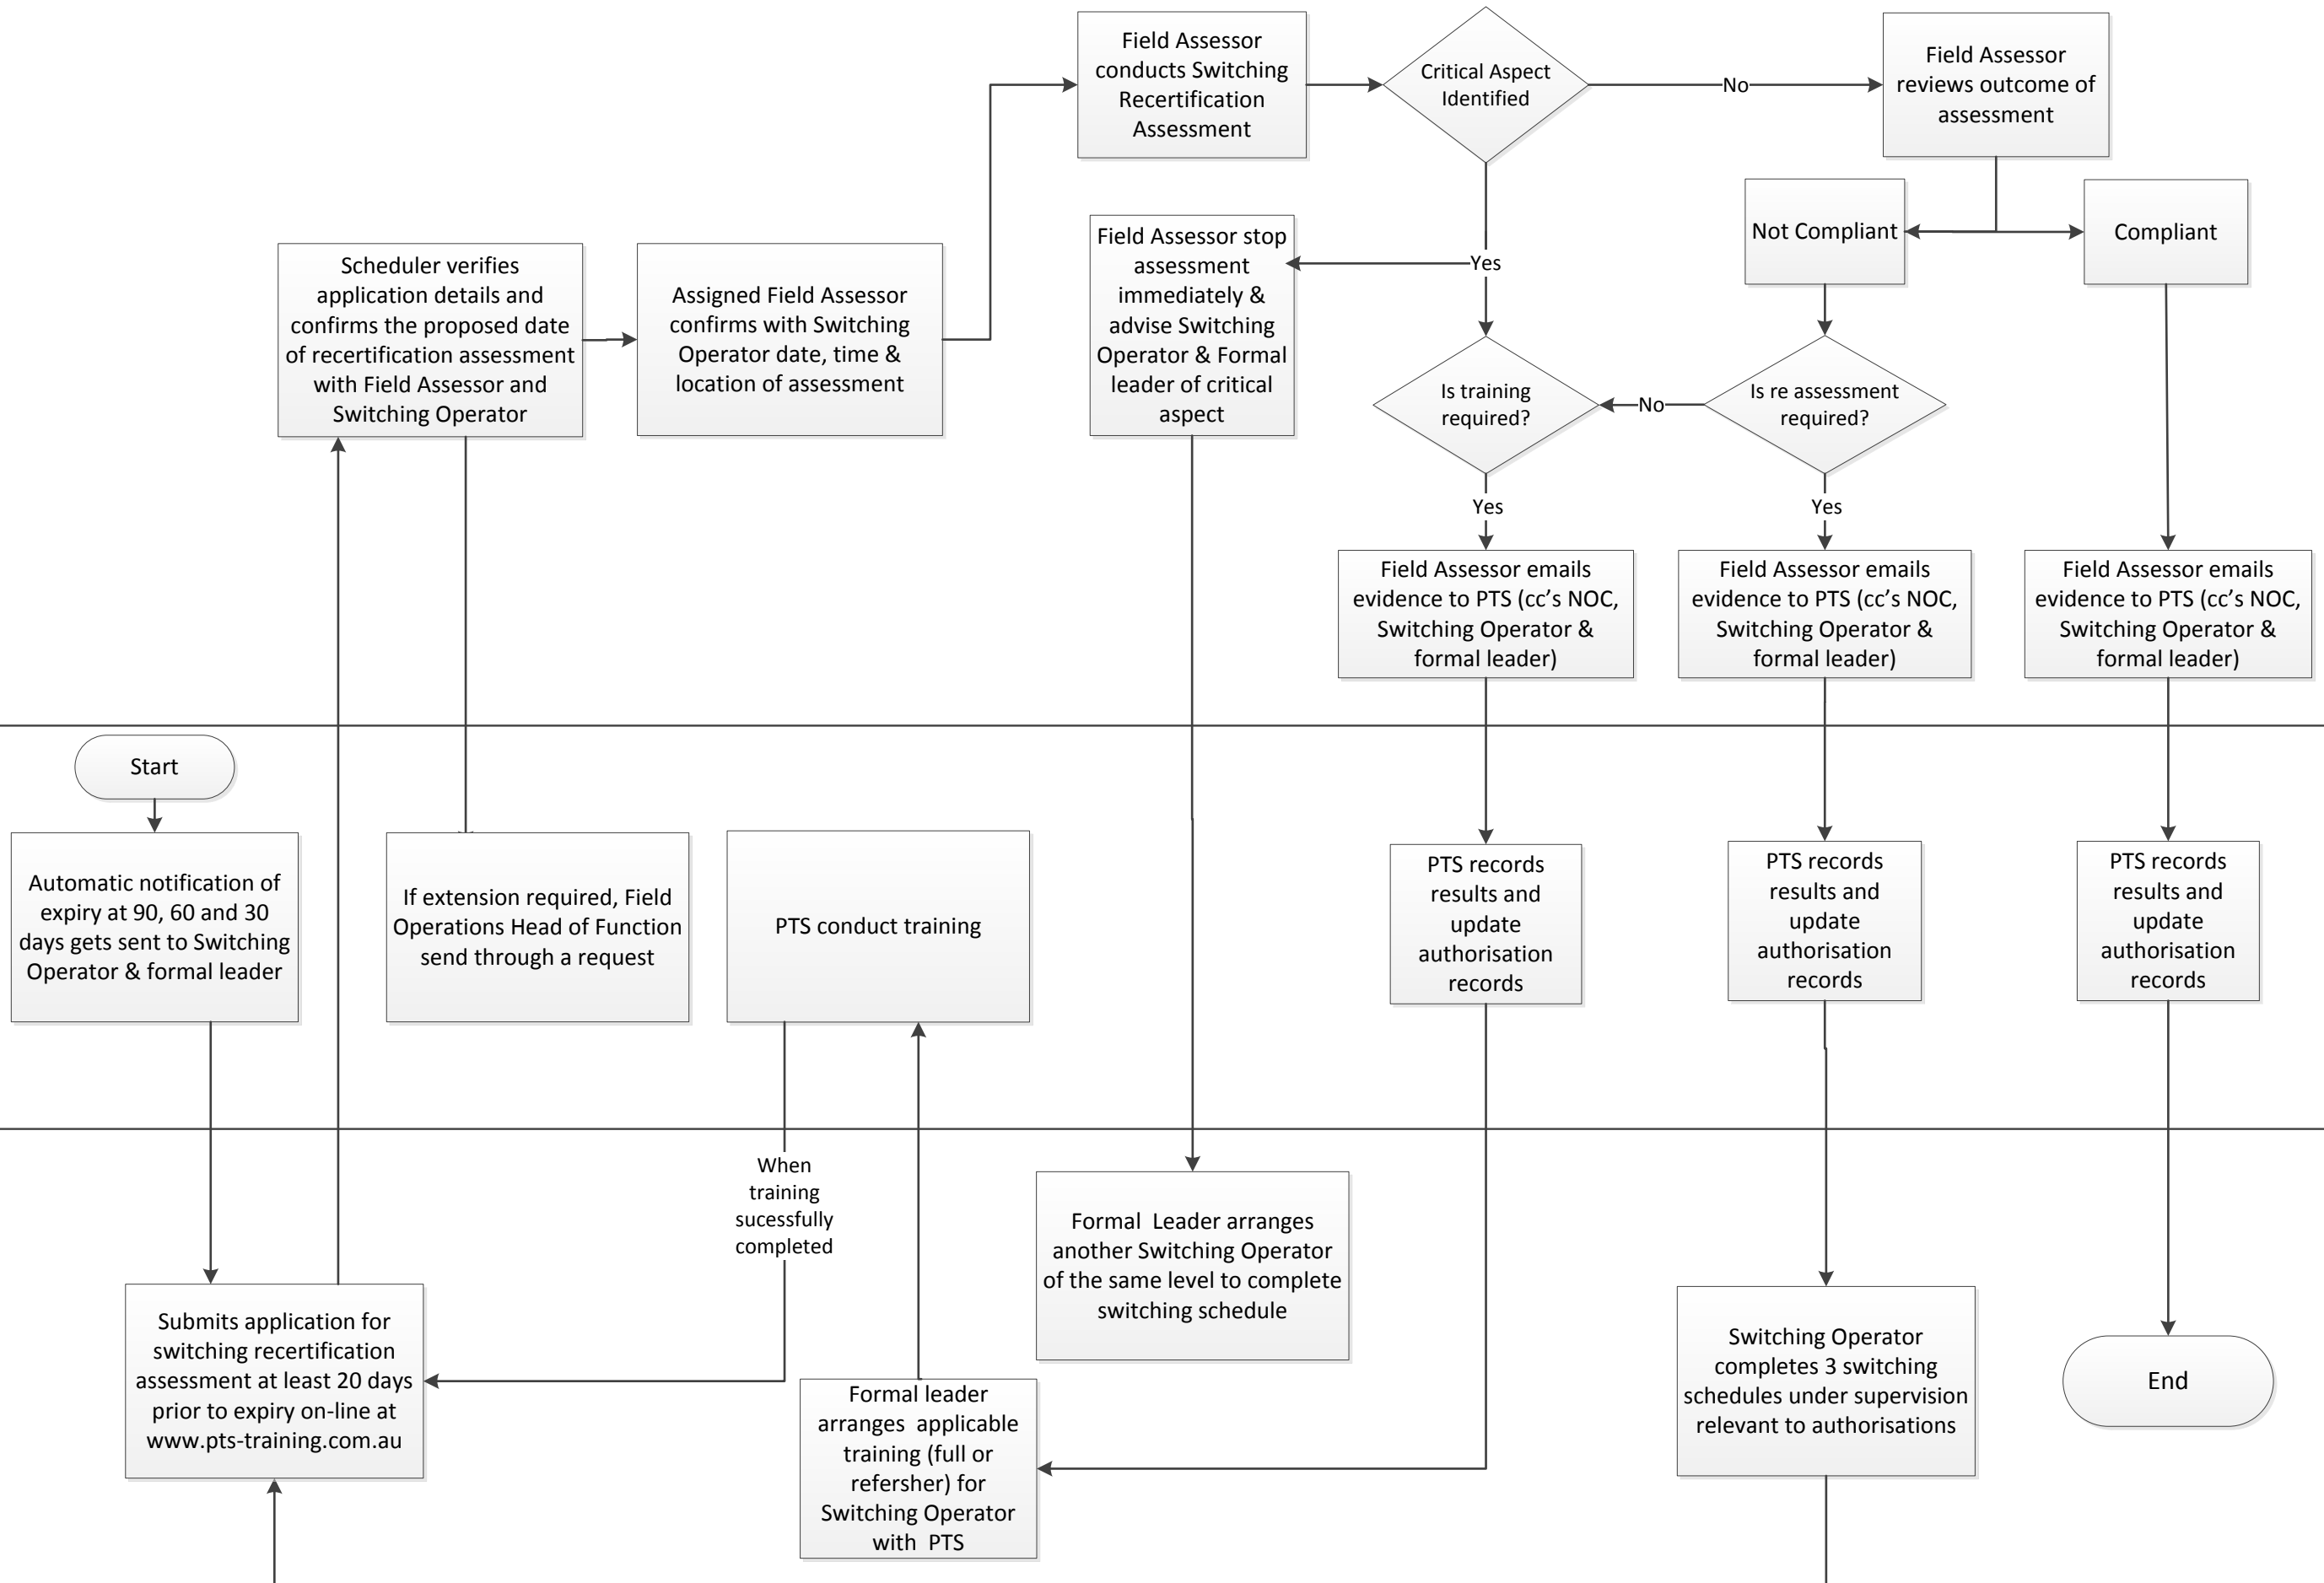 Field Assessor
conducts Switching
Recertification
Assessment
Critical Aspect
Identified
No
Field Assessor
reviews outcome of
assessment
Not Compliant
Compliant
Scheduler verifies
application details and
confirms the proposed date
of recertification assessment
with Field Assessor and
Switching Operator
Assigned Field Assessor
confirms with Switching
Operator date, time &
location of assessment
Field Assessor stop
assessment
immediately &
advise Switching
Operator & Formal
leader of critical
aspect
Yes
Is training
required?
No
Is re assessment
required?
Yes
Yes
Field Assessor emails
evidence to PTS (cc's NOC,
Switching Operator &
formal leader)
Field Assessor emails
evidence to PTS (cc's NOC,
Switching Operator &
formal leader)
Field Assessor emails
evidence to PTS (cc's NOC,
Switching Operator &
formal leader)
Start
Automatic notification of
expiry at 90, 60 and 30
days gets sent to Switching
Operator & formal leader
If extension required, Field
Operations Head of Function
send through a request
PTS conduct training
PTS records
results and
update
authorisation
records
PTS records
results and
update
authorisation
records
PTS records
results and
update
authorisation
records
When
training
sucessfully
completed
Formal  Leader arranges
another Switching Operator
of the same level to complete
switching schedule
Submits application for
switching recertification
assessment at least 20 days
prior to expiry on-line at
www.pts-training.com.au
Formal leader
arranges  applicable
training (full or
refersher) for
Switching Operator
with  PTS
Switching Operator
completes 3 switching
schedules under supervision
relevant to authorisations
End